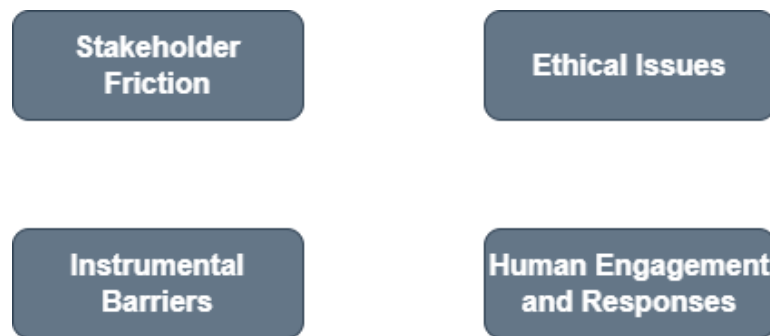 Stakeholder
Friction
Ethical Issues
Instrumental
Barriers
Human Engagement
and Responses